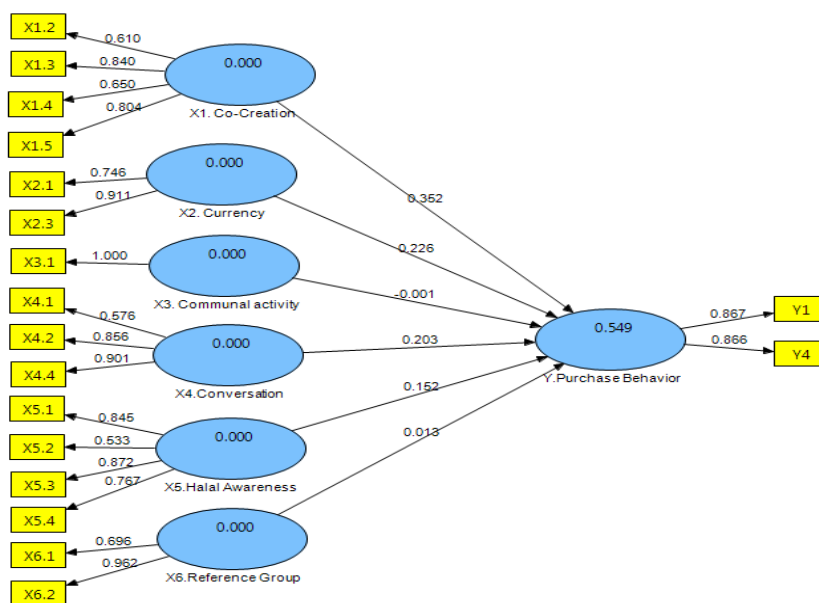 X1.2
0.610
X1.3
0.840
0.000
X1.4
0.650
0.804
X1. Co-Creation
X1.5
0.746
0.000
X2.1
0.911
X2.3
X2. Currency
0.352
0.226
1.000
0.000
X3.1
X3. Communal activity
-0.001
X4.1
0.576
X4.2
0.856
0.000
0.203
X4.4
0.901
X4.Conversation
0.549
0.867
Y1
0.866
Y4
Y.Purchase Behavior
X5.1
0.845
0.152
X5.2
0.533
0.000
X5.3
0.872
0.767
X5.Halal Awareness
X5.4
0.013
0.696
0.000
X6.1
0.962
X6.Reference Group
X6.2